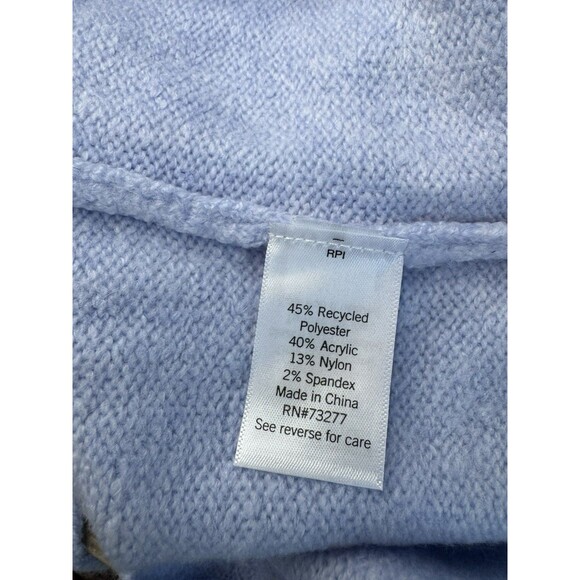 RPI
45% Recycled
Polyester
40% Acrylic
13% Nylon
2% Spandex
Made in China
RN#73277
See reverse for care